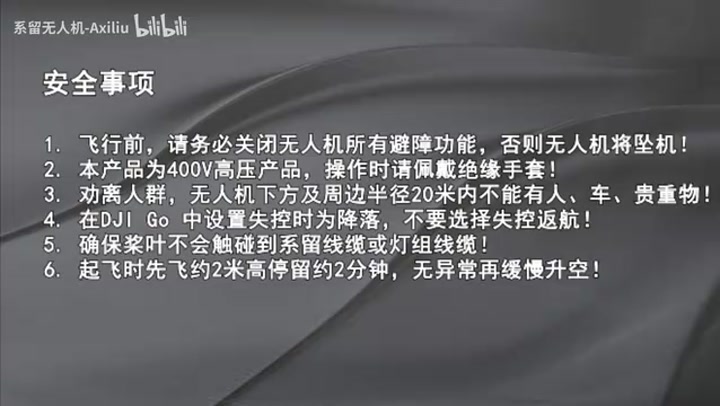 系留无人机-Axiliu bilibili
安全事项
1. 飞行前，请务必关闭无人机所有避障功能，否则无人机将坠机！
2. 本产品为400V高压产品，操作时请佩戴绝缘手套！
3. 劝离人群，无人机下方及周边半径20米内不能有人、车、贵重物！
4. 在DJI Go 中设置失控时为降落，不要选择失控返航！
5. 确保桨叶不会触碰到系留线缆或灯组线缆！
6. 起飞时先飞约2米高停留约2分钟，无异常再缓慢升空！